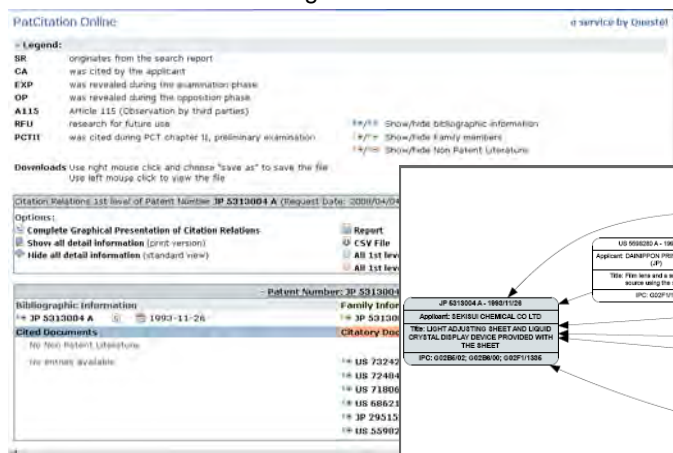 PatCitation Online
a service by Questel
- Legend:
SR originates from the search report
CA was cited by the applicant
EXP was revealed during the examination phase
OP was revealed during the opposition phase
A115 Article 115 (Observation by third parties)
RFU research for future use
PCTII was cited during PCT chapter II, preliminary examination
Show/hide bibliographic information
Show/hide Family members
Show/hide Non Patent Literature
Downloads Use right mouse click and choose "save as" to save the file
Use left mouse click to view the file
Citation Relations 1st level of Patent Number JP 5313004 A (Request Date: 2008/04/04
Options:
Complete Graphical Presentation of Citation Relations
Show all detail information (print version)
Hide all detail information (standard view)
Report
CSV File
All 1st lev
All 1st lev
- Patent Number: JP 5313004
Bibliographic Information
JP 5313004 A 1993-11-26
Family Infor
JP 53130
Cited Documents
No Non Patent Literature
No entries available
Citatory Doc
US 73242
US 72484
US 71806
US 68621
JP 29515
US 55982
JP 5313004 A - 1993/11/26
Applicant: SEKISUI CHEMICAL CO LTD
Title: LIGHT ADJUSTING SHEET AND LIQUID
CRYSTAL DISPLAY DEVICE PROVIDED WITH
THE SHEET
IPC: G02B5/02; G02B6/00; G02F1/1335
US 5598280 A - 199
Applicant: DAINIPPON PRI
(JP)
Title: Film lens and a s
source using the
IPC: G02F1/1